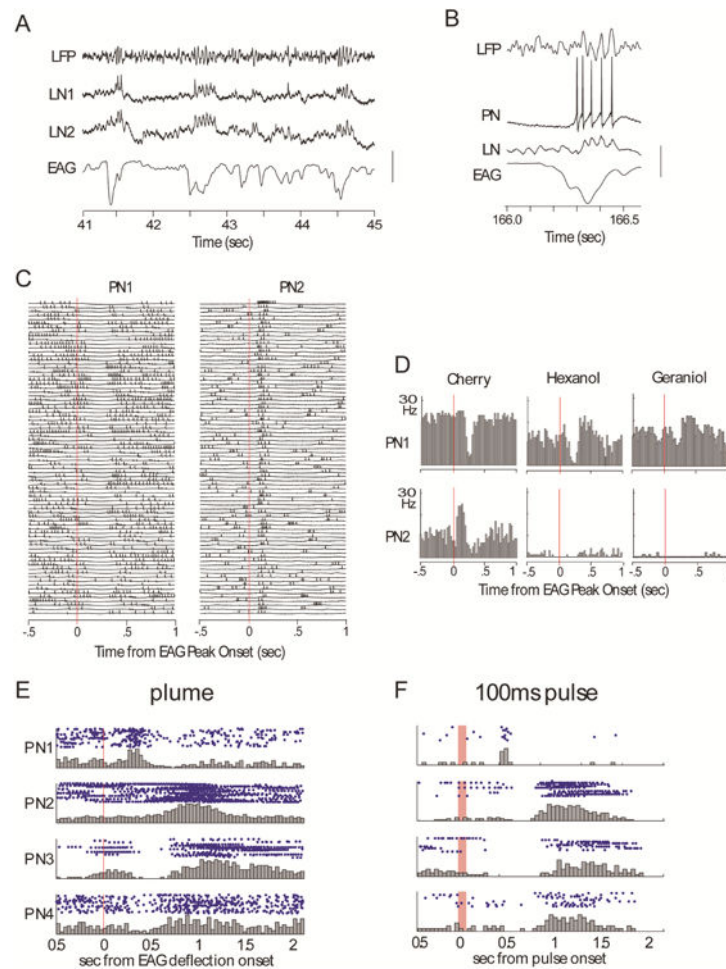 A
LFP
LN1
LN2
EAG
41 42 43 44 45
Time (sec)
B
LFP
PN
LN
EAG
166.0 166.5
Time (sec)
C
PN1 PN2
-.5 0 .5 1
-.5 0 .5 1
Time from EAG Peak Onset (sec)
D
Cherry Hexanol Geraniol
30
Hz
PN1
30
Hz
PN2
-.5 0 .5 1
-.5 0 .5 1
-.5 0 .5
Time from EAG Peak Onset (sec)
E plume
PN1
PN2
PN3
PN4
05 0 05 1 15 2
sec from EAG deflection onset
F 100ms pulse
05 0 05 1 15 2
sec from pulse onset